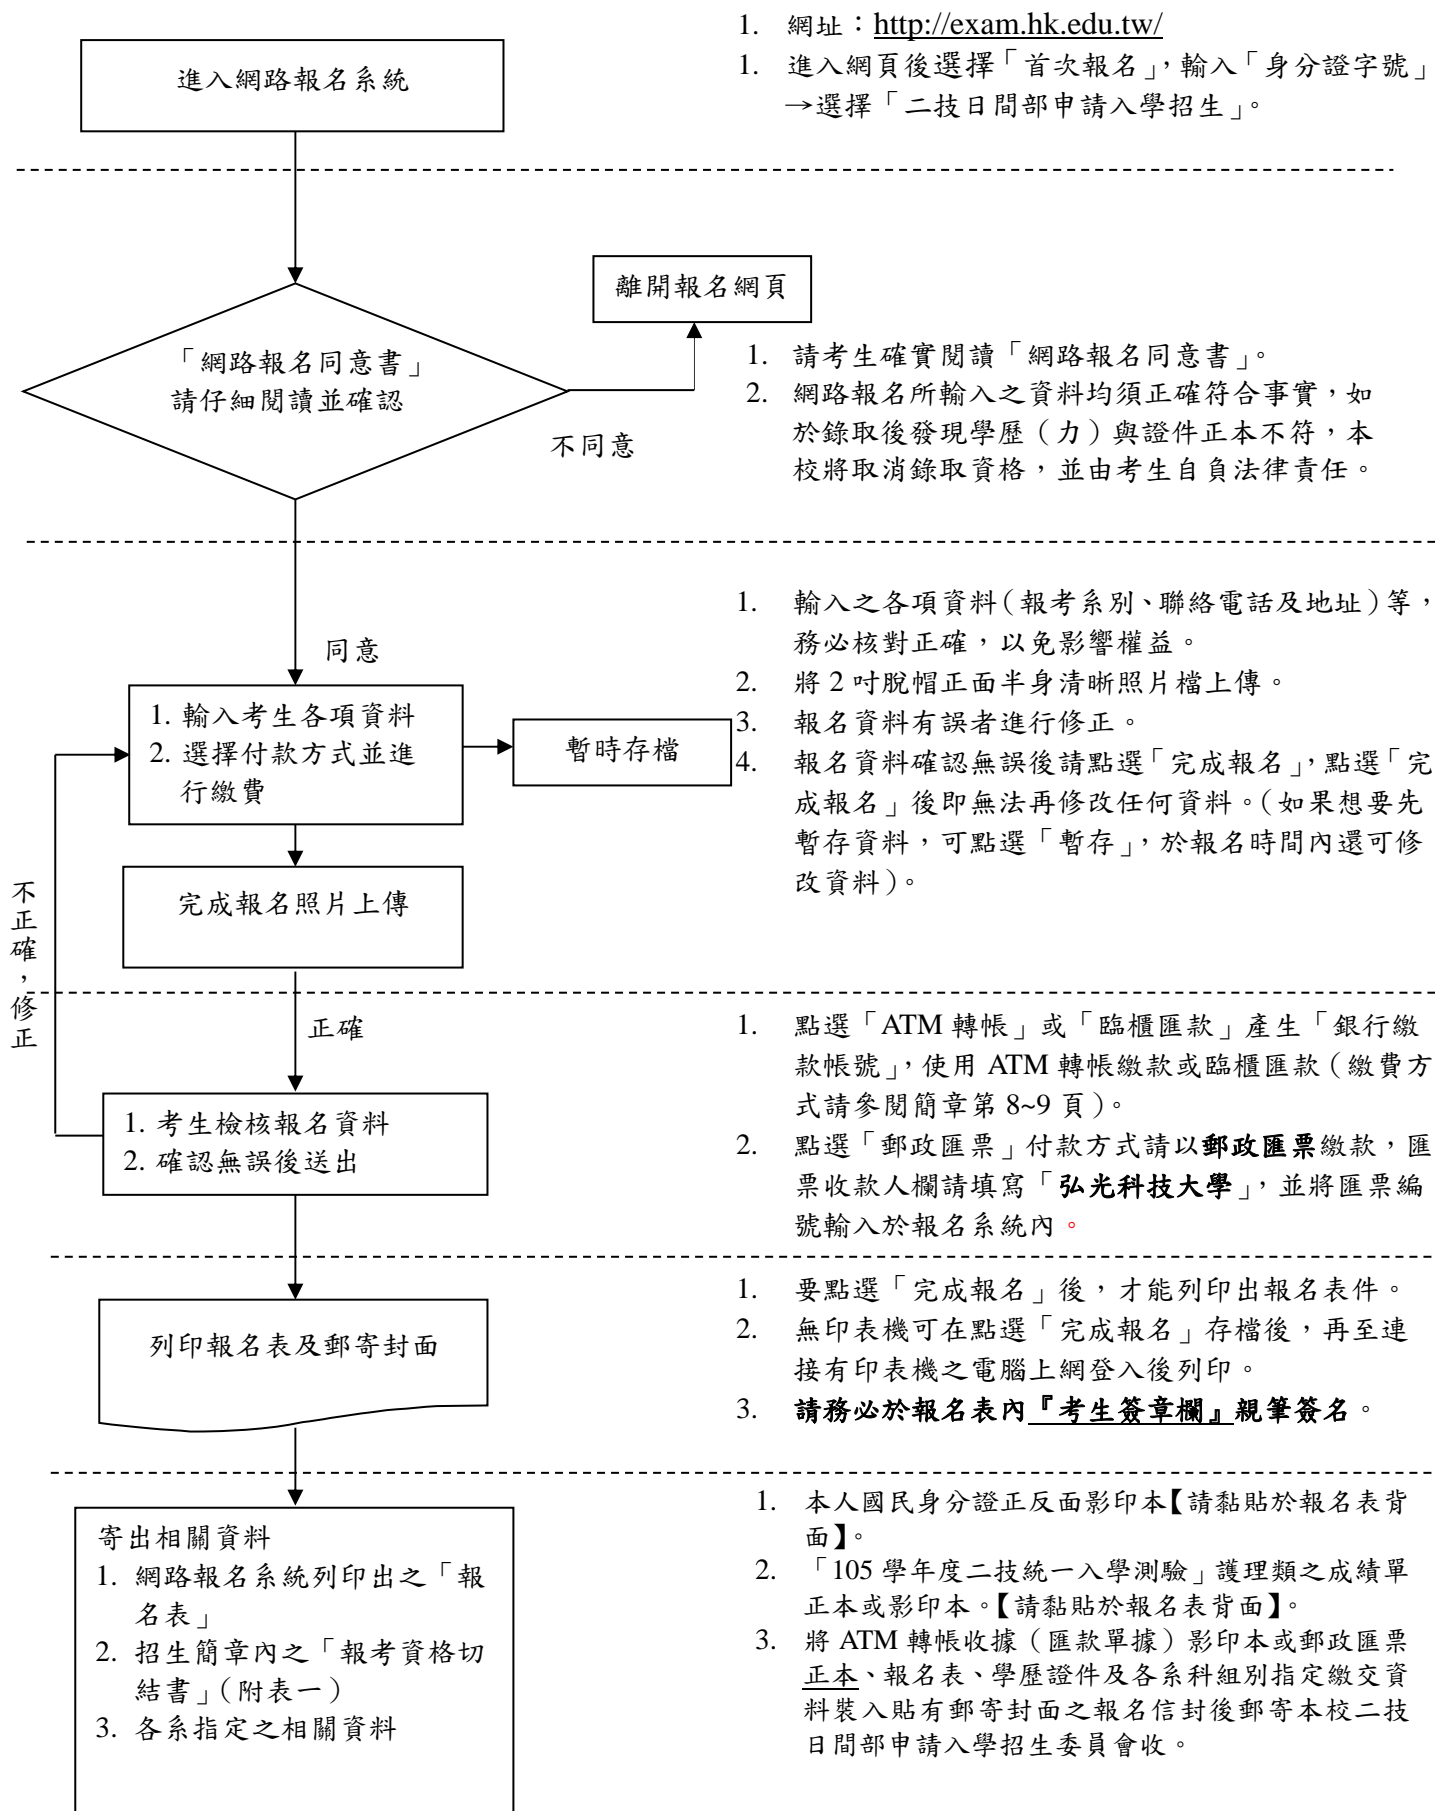 1. 網址：http://exam.hk.edu.tw/
1. 進入網頁後選擇「首次報名」，輸入「身分證字號」
→選擇「二技日間部申請入學招生」。
進入網路報名系統
離開報名網頁
「網路報名同意書」
請仔細閱讀並確認
不同意
1. 請考生確實閱讀「網路報名同意書」。
2. 網路報名所輸入之資料均須正確符合事實，如
於錄取後發現學歷（力）與證件正本不符，本
校將取消錄取資格，並由考生自負法律責任。
同意
1. 輸入考生各項資料
2. 選擇付款方式並進
行繳費
暫時存檔
完成報名照片上傳
1. 輸入之各項資料（報考系別、聯絡電話及地址）等，
務必核對正確，以免影響權益。
2. 將 2 吋脫帽正面半身清晰照片檔上傳。
3. 報名資料有誤者進行修正。
4. 報名資料確認無誤後請點選「完成報名」，點選「完
成報名」後即無法再修改任何資料。（如果想要先
暫存資料，可點選「暫存」，於報名時間內還可修
改資料）。
不正確，修正
正確
1. 考生檢核報名資料
2. 確認無誤後送出
1. 點選「ATM 轉帳」或「臨櫃匯款」產生「銀行繳
款帳號」，使用 ATM 轉帳繳款或臨櫃匯款（繳費方
式請參閱簡章第 8~9 頁）。
2. 點選「郵政匯票」付款方式請以郵政匯票繳款，匯
票收款人欄請填寫「弘光科技大學」，並將匯票編
號輸入於報名系統內。
列印報名表及郵寄封面
1. 要點選「完成報名」後，才能列印出報名表件。
2. 無印表機可在點選「完成報名」存檔後，再至連
接有印表機之電腦上網登入後列印。
3. 請務必於報名表內『考生簽章欄』親筆簽名。
寄出相關資料
1. 網路報名系統列印出之「報
名表」
2. 招生簡章內之「報考資格切
結書」（附表一）
3. 各系指定之相關資料
1. 本人國民身分證正反面影印本【請黏貼於報名表背
面】。
2. 「105 學年度二技統一入學測驗」護理類之成績單
正本或影印本。【請黏貼於報名表背面】。
3. 將 ATM 轉帳收據（匯款單據）影印本或郵政匯票
正本、報名表、學歷證件及各系科組別指定繳交資
料裝入貼有郵寄封面之報名信封後郵寄本校二技
日間部申請入學招生委員會收。